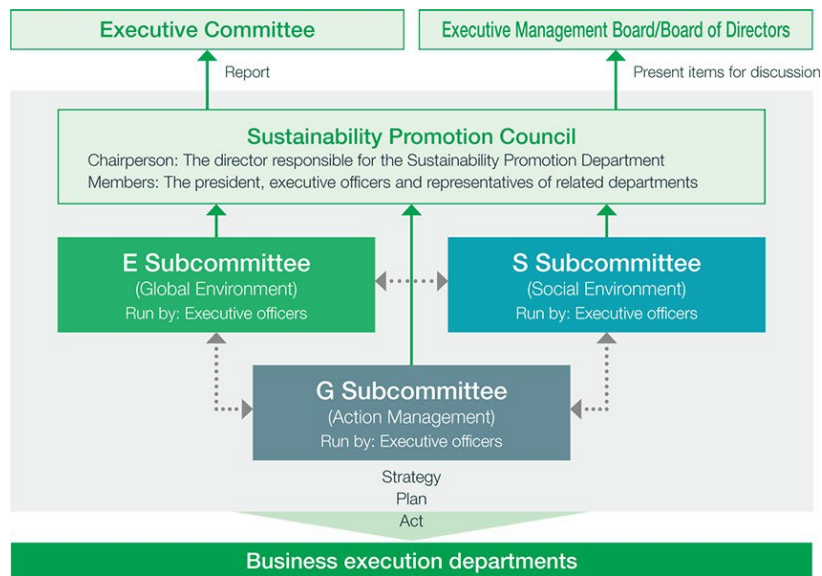 Executive Committee
Executive Management Board/Board of Directors
Report
Present items for discussion
Sustainability Promotion Council
Chairperson: The director responsible for the Sustainability Promotion Department
Members: The president, executive officers and representatives of related departments
E Subcommittee
(Global Environment)
Run by: Executive officers
S Subcommittee
(Social Environment)
Run by: Executive officers
G Subcommittee
(Action Management)
Run by: Executive officers
Strategy
Plan
Act
Business execution departments